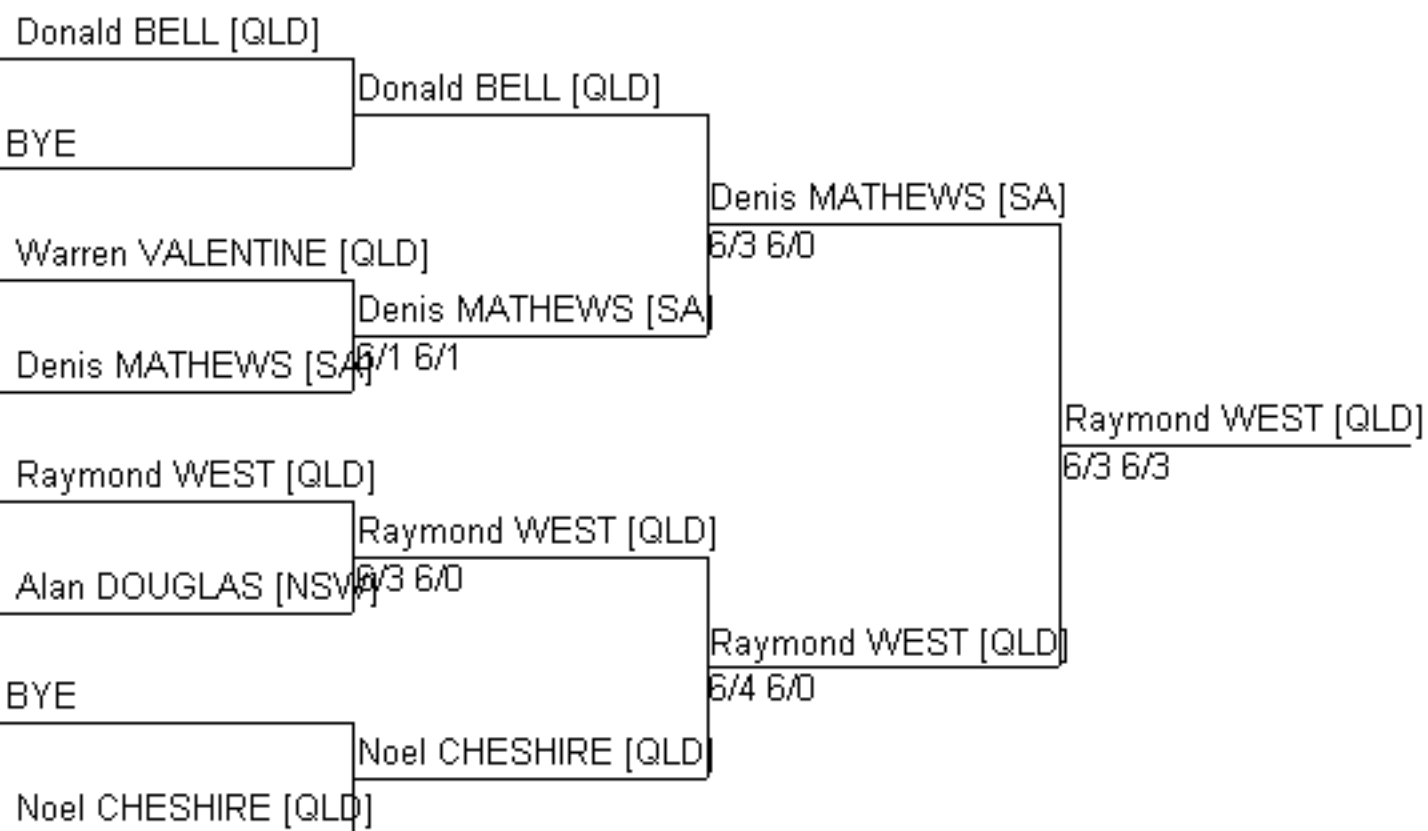 Donald BELL [QLD]
Donald BELL [QLD]
BYE
Denis MATHEWS [SA]
6/3 6/0
Warren VALENTINE [QLD]
Denis MATHEWS [SA]
6/1 6/1
Denis MATHEWS [SA]
Raymond WEST [QLD]
6/3 6/3
Raymond WEST [QLD]
Raymond WEST [QLD]
6/3 6/0
Alan DOUGLAS [NSW]
Raymond WEST [QLD]
6/4 6/0
BYE
Noel CHESHIRE [QLD]
Noel CHESHIRE [QLD]